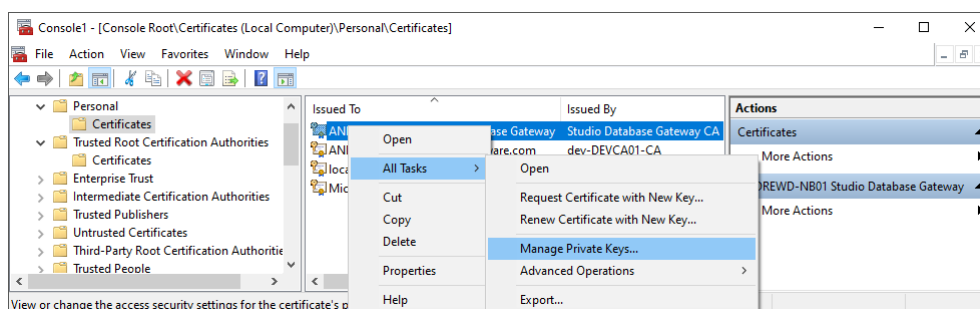 Console1 - [Console Root\Certificates (Local Computer)\Personal\Certificates]
File Action View Favorites Window Help
Personal
Certificates
Trusted Root Certification Authorities
Certificates
Enterprise Trust
Intermediate Certification Authorities
Trusted Publishers
Untrusted Certificates
Third-Party Root Certification Authoritie
Trusted People
Issued To Issued By
Gateway Studio Database Gateway CA
dev-DEVCA01-CA
Open
All Tasks
Cut
Copy
Delete
Properties
Help
Open
Request Certificate with New Key...
Renew Certificate with New Key...
Manage Private Keys...
Advanced Operations
Export...
Actions
Certificates
More Actions
Studio Database Gateway
More Actions
View or change the access security settings for the certificate's p